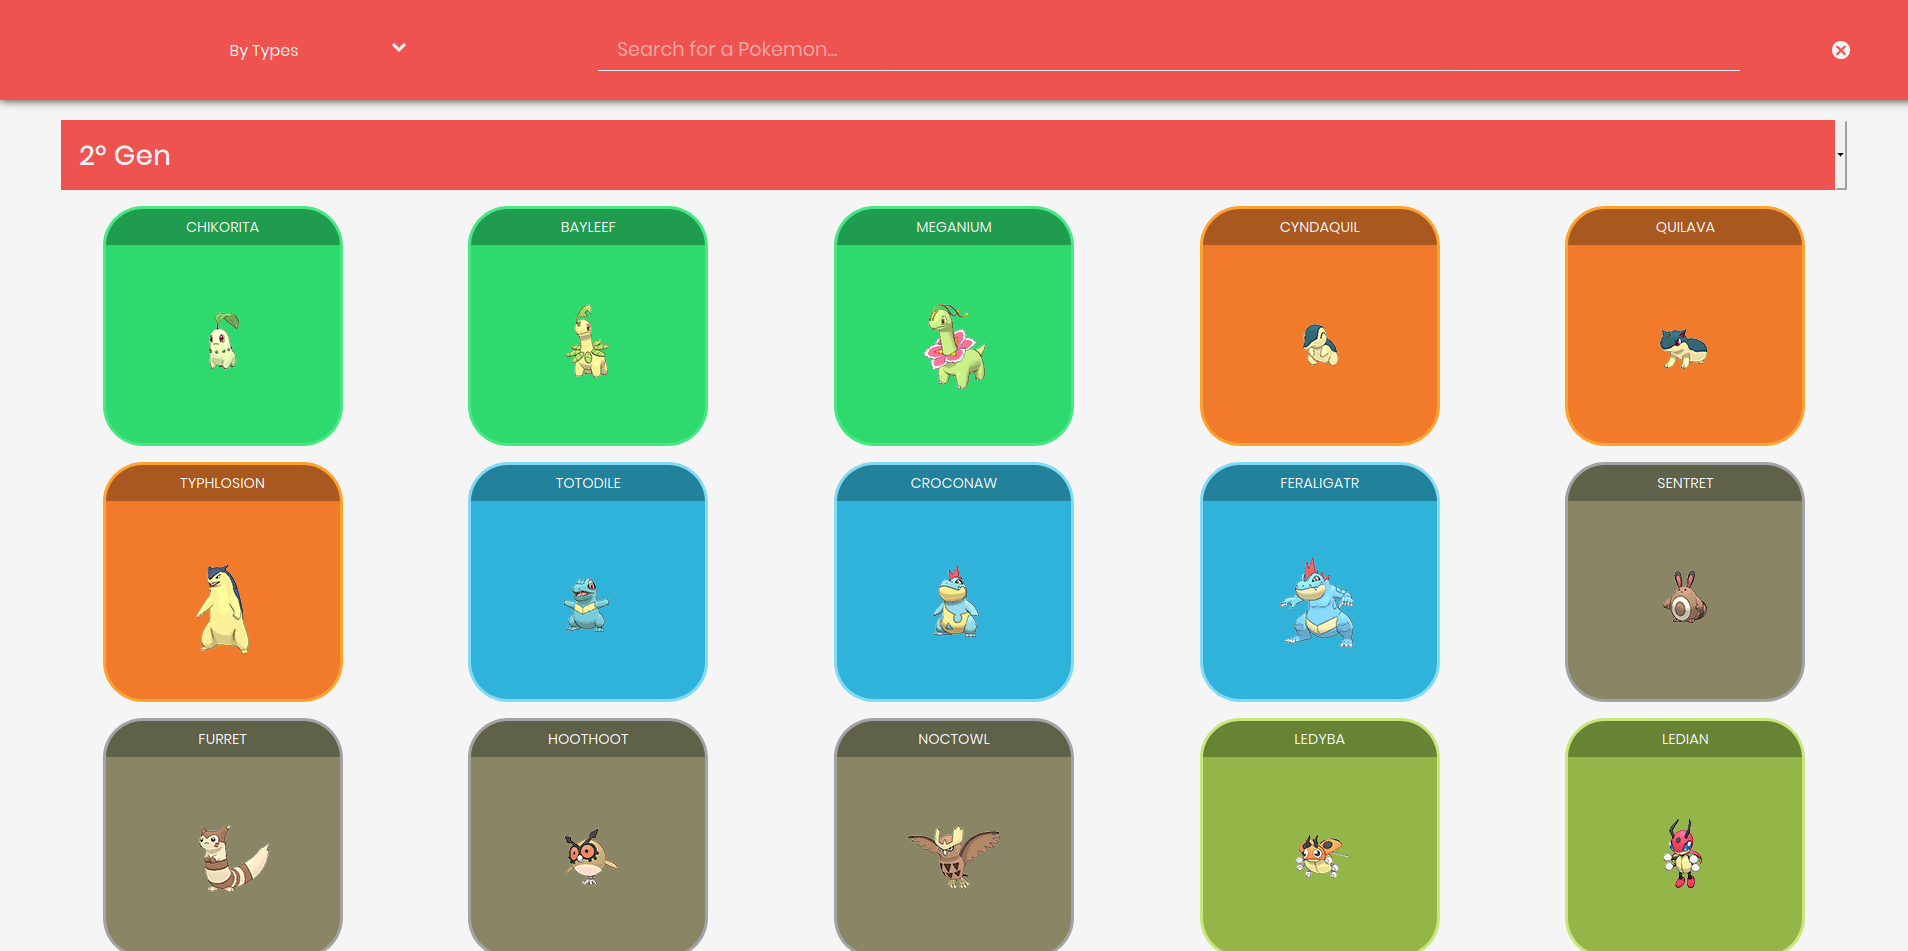 By Types
Search for a Pokemon...
2° Gen
CHIKORITA
BAYLEEF
MEGANIUM
CYNDAQUIL
QUILAVA
TYPHLOSION
TOTODILE
CROCONAW
FERALIGATR
SENTRET
FURRET
HOOTHOOT
NOCTOWL
LEDYBA
LEDIAN